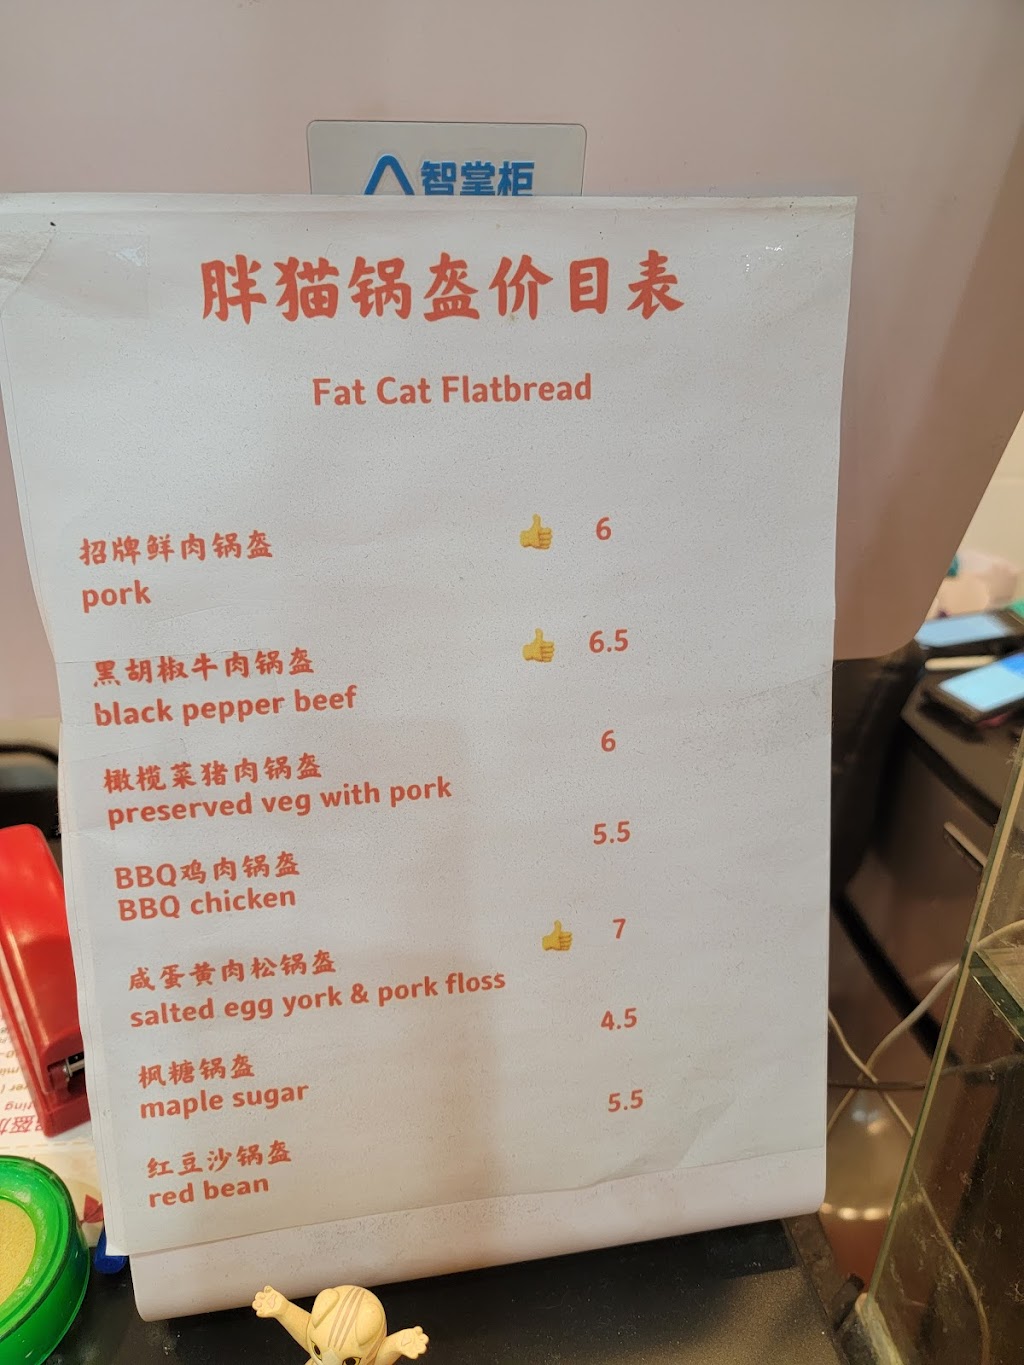 智掌柜
胖猫锅盔价目表
Fat Cat Flatbread
招牌鲜肉锅盔 👍 6
pork
黑胡椒牛肉锅盔 👍 6.5
black pepper beef
橄榄菜猪肉锅盔 6
preserved veg with pork
BBQ鸡肉锅盔 5.5
BBQ chicken
咸蛋黄肉松锅盔 👍 7
salted egg york & pork floss
枫糖锅盔 4.5
maple sugar
红豆沙锅盔 5.5
red bean